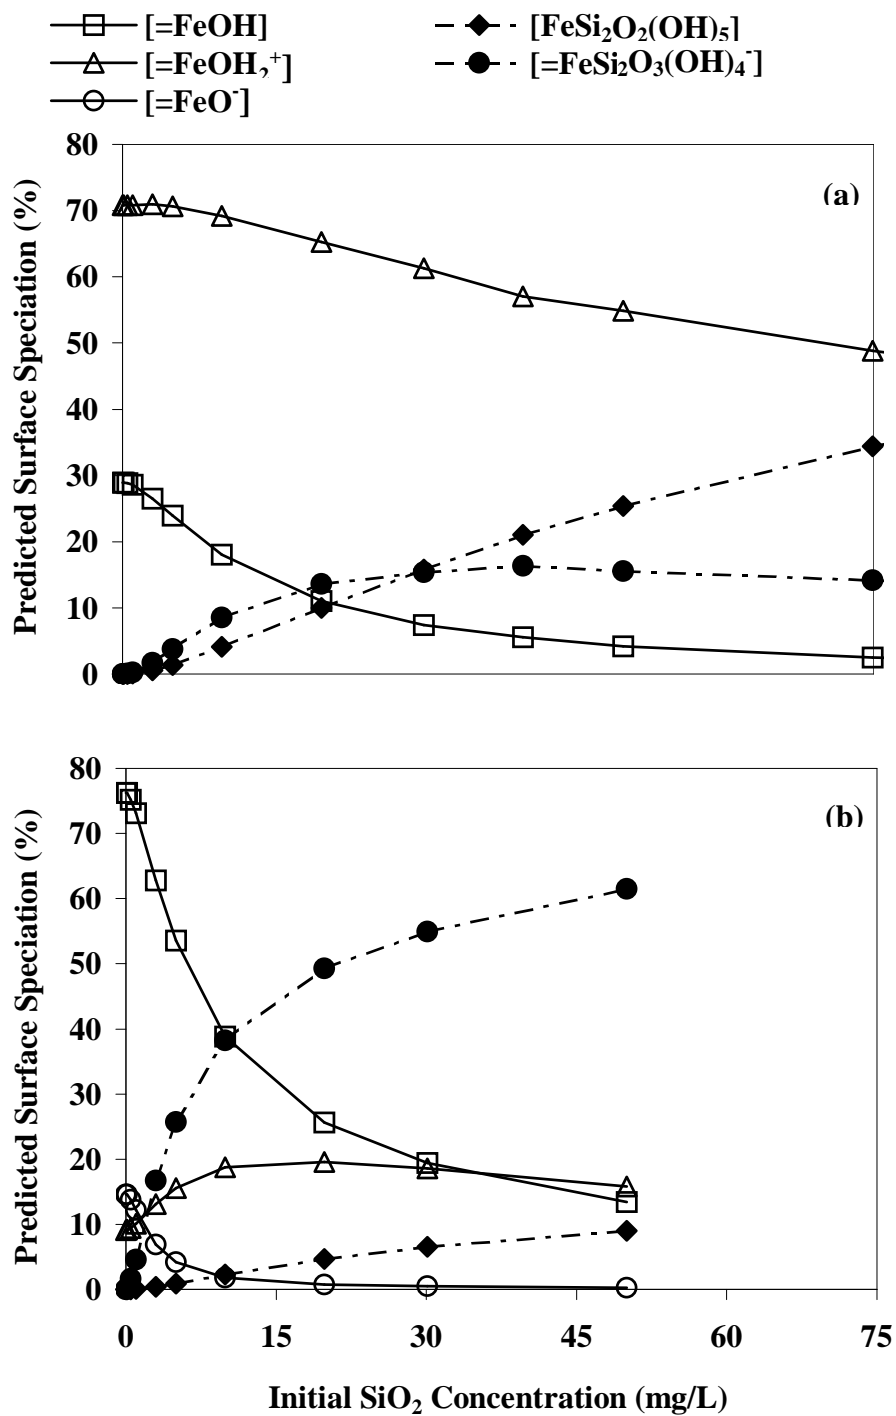 [=FeOH]
[=FeOH₂⁺]
[=FeO⁻]
[FeSi₂O₂(OH)₅]
[=FeSi₂O₃(OH)₄⁻]
(a)
Predicted Surface Speciation (%)
80
70
60
50
40
30
20
10
0
(b)
Predicted Surface Speciation (%)
80
70
60
50
40
30
20
10
0
0 15 30 45 60 75
Initial SiO₂ Concentration (mg/L)